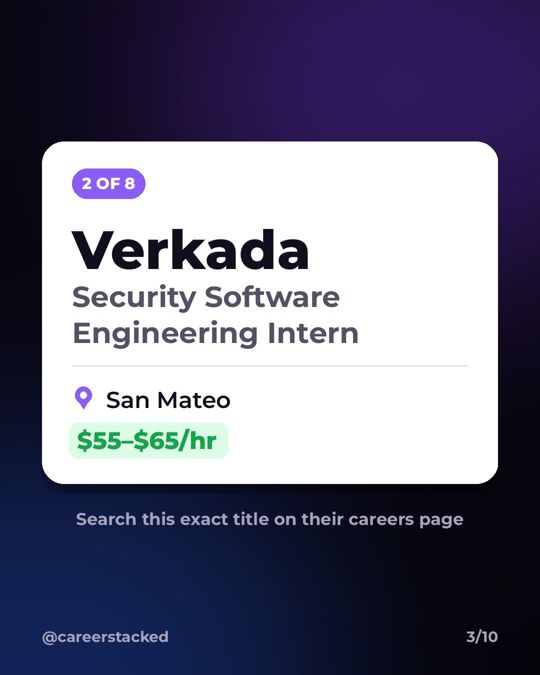 2 OF 8
Verkada
Security Software
Engineering Intern
San Mateo
$55–$65/hr
Search this exact title on their careers page
@careerstacked
3/10